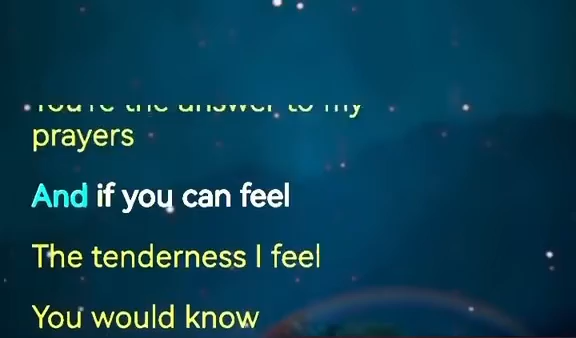 You're the answer to my
prayers
And if you can feel
The tenderness I feel
You would know